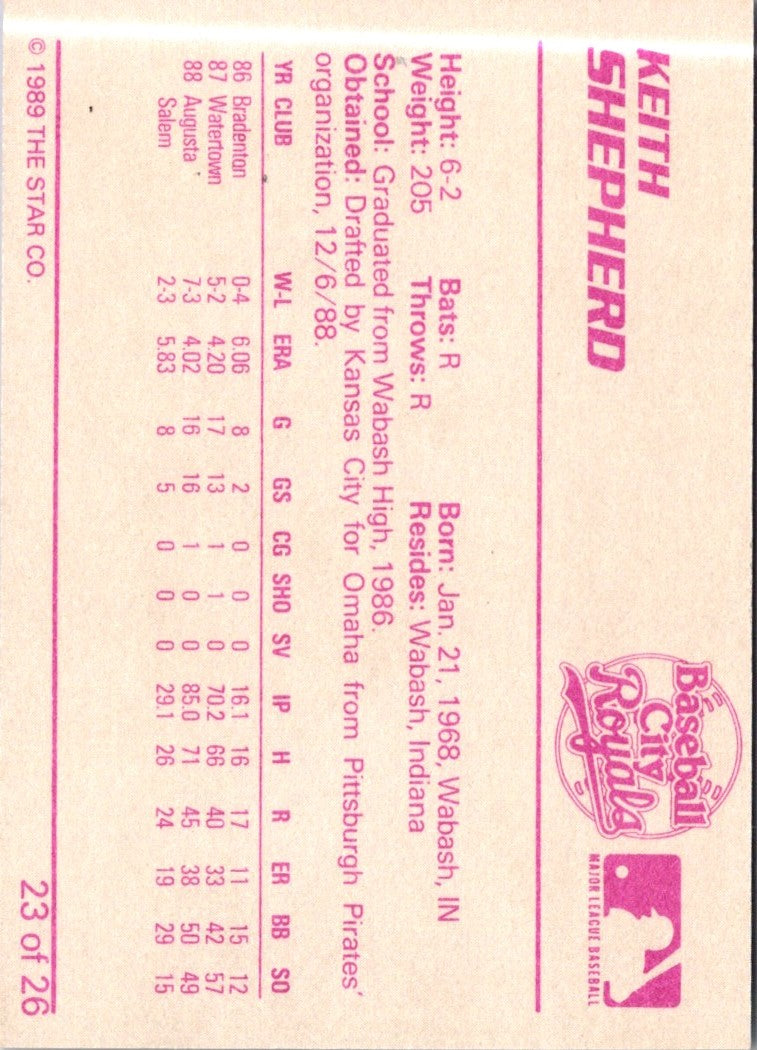 KEITH
SHEPHERD
Baseball
City
Royals
MAJOR LEAGUE BASEBALL
Height: 6-2 Bats: R Born: Jan. 21, 1968, Wabash, IN
Weight: 205 Throws: R Resides: Wabash, Indiana
School: Graduated from Wabash High, 1986.
Obtained: Drafted by Kansas City for Omaha from Pittsburgh Pirates'
organization, 12/6/88.
YR CLUB W-L ERA G GS CG SHO SV IP H R ER BB SO
86 Bradenton 0-4 6.06 8 2 0 0 0 16.1 16 17 11 15 12
87 Watertown 5-2 4.20 17 13 1 1 0 70.2 66 40 33 42 57
88 Augusta 7-3 4.02 16 16 1 0 0 85.0 71 45 38 50 49
Salem 2-3 5.83 8 5 0 0 0 29.1 26 24 19 29 15
© 1989 THE STAR CO. 23 of 26